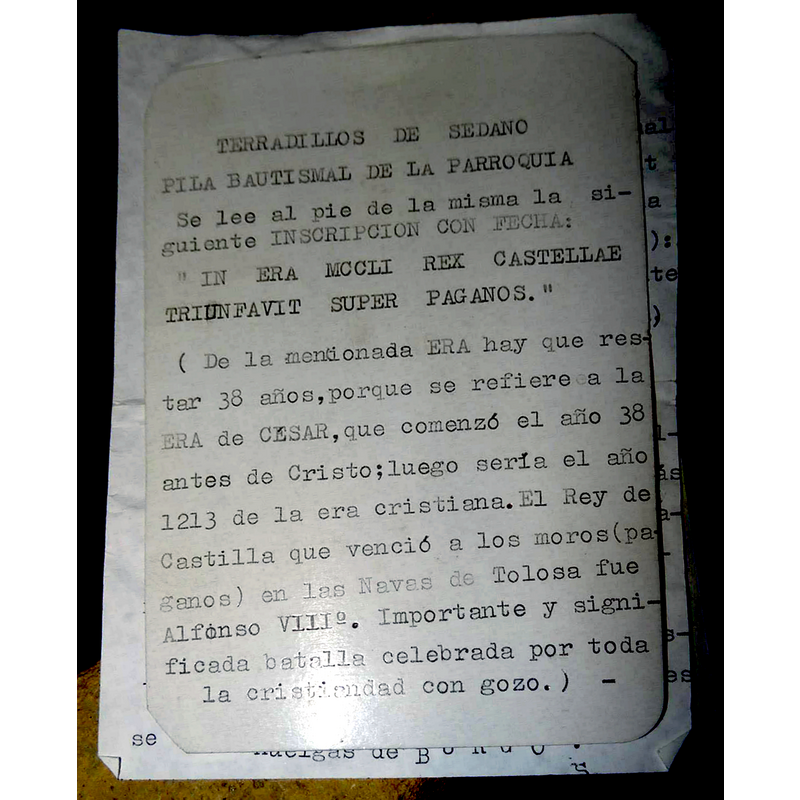 TERRADILLOS DE SEDANO
PILA BAUTISMAL DE LA PARROQUIA
Se lee al pie de la misma la si-
guiente INSCRIPCION CON FECHA:
" IN ERA MCCLI REX CASTELLAE
TRIUNFAVIT SUPER PAGANOS."
( De la mentionada ERA hay que res-
tar 38 años,porque se refiere a la
ERA de CESAR,que comenzó el año 38
antes de Cristo;luego sería el año
1213 de la era cristiana.El Rey de
Castilla que venció a los moros(pa-
ganos) en las Navas de Tolosa fue
Alfonso VIIIº. Importante y signi-
ficada batalla celebrada por toda
la cristiandad con gozo.) -
se
de